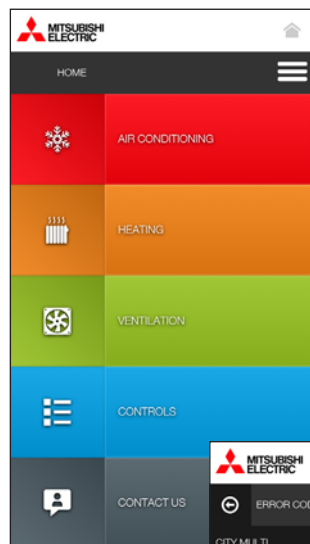 MITSUBISHI
ELECTRIC
HOME
AIR CONDITIONING
HEATING
VENTILATION
CONTROLS
CONTACT US
MITSUBISHI
ELECTRIC
ERROR COD
CITY MULTI